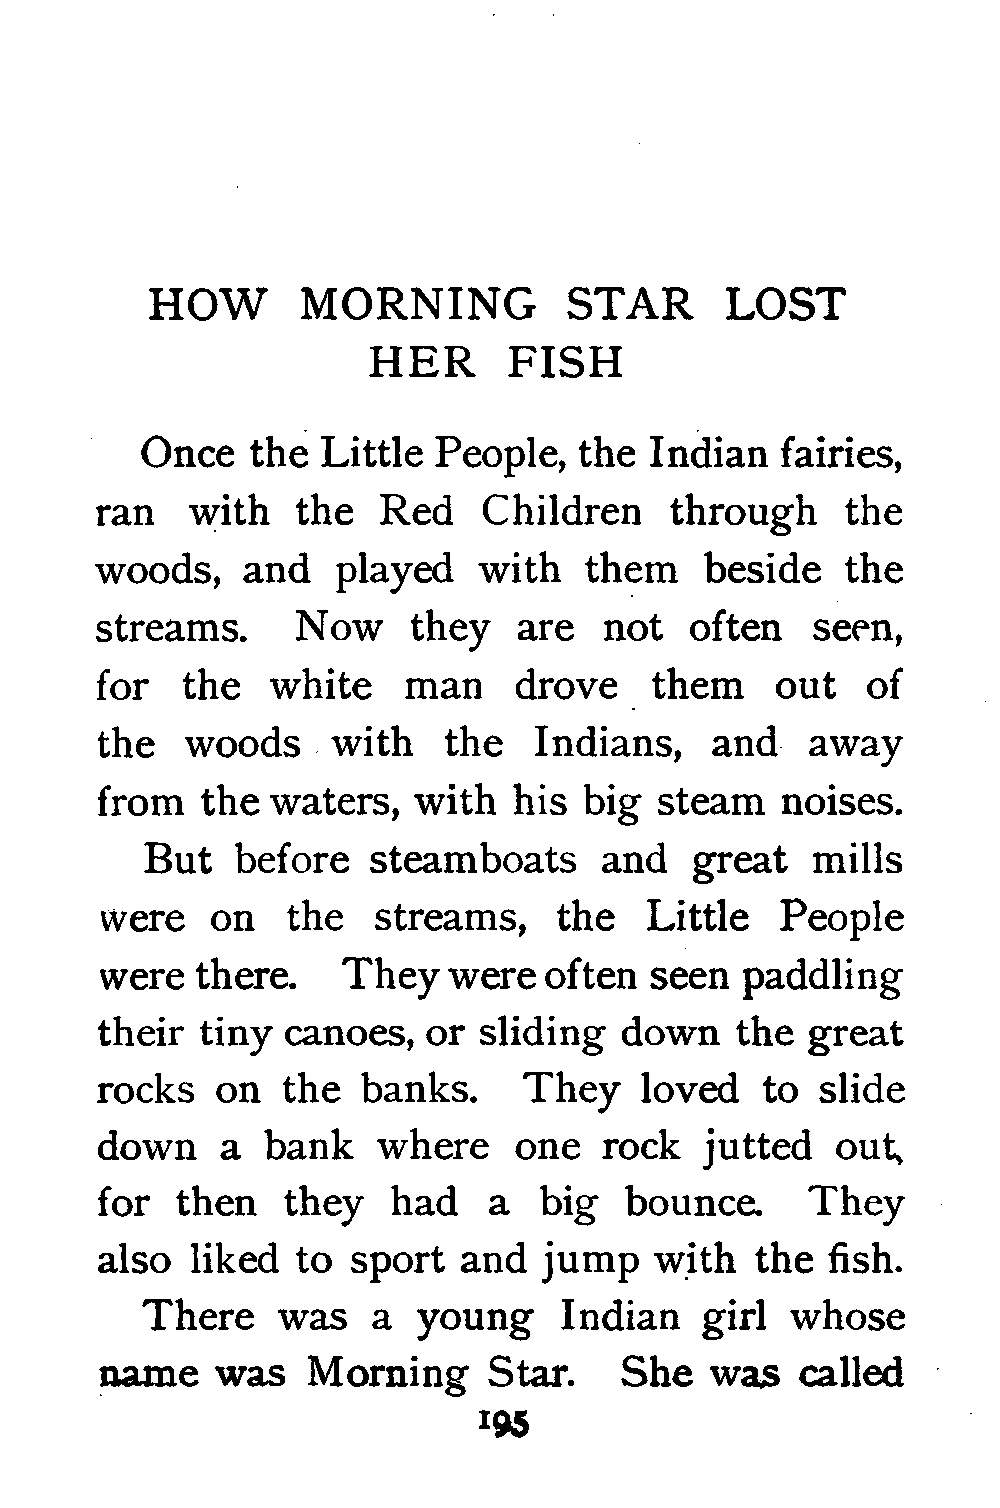 HOW MORNING STAR LOST
HER FISH
Once the Little People, the Indian fairies,
ran with the Red Children through the
woods, and played with them beside the
streams. Now they are not often seen,
for the white man drove them out of
the woods with the Indians, and away
from the waters, with his big steam noises.
But before steamboats and great mills
were on the streams, the Little People
were there. They were often seen paddling
their tiny canoes, or sliding down the great
rocks on the banks. They loved to slide
down a bank where one rock jutted out,
for then they had a big bounce. They
also liked to sport and jump with the fish.
There was a young Indian girl whose
name was Morning Star. She was called
195